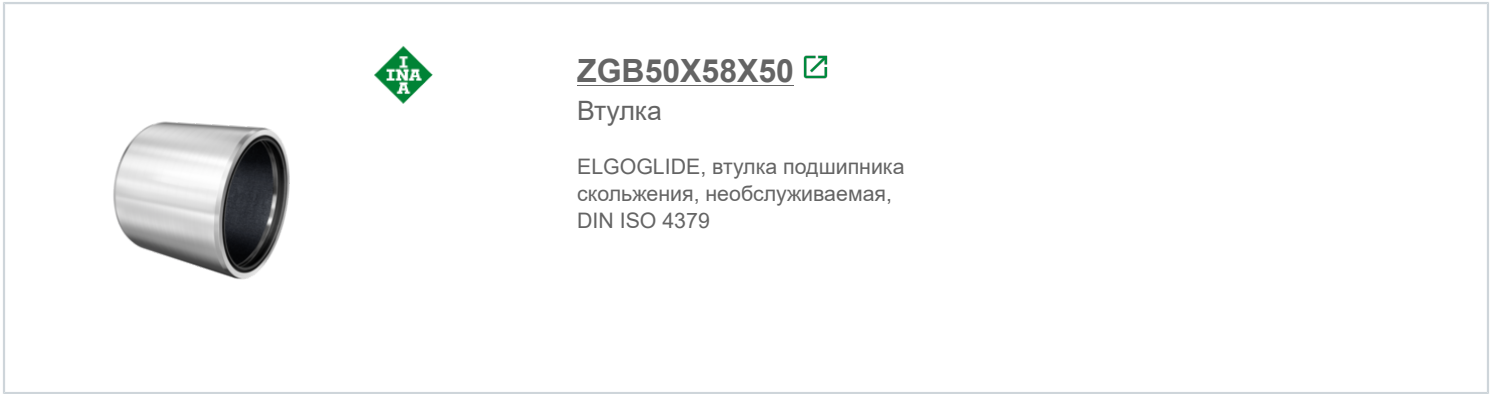 I
INA
A
ZGB50X58X50
Втулка
ELGOGLIDE, втулка подшипника
скольжения, необслуживаемая,
DIN ISO 4379